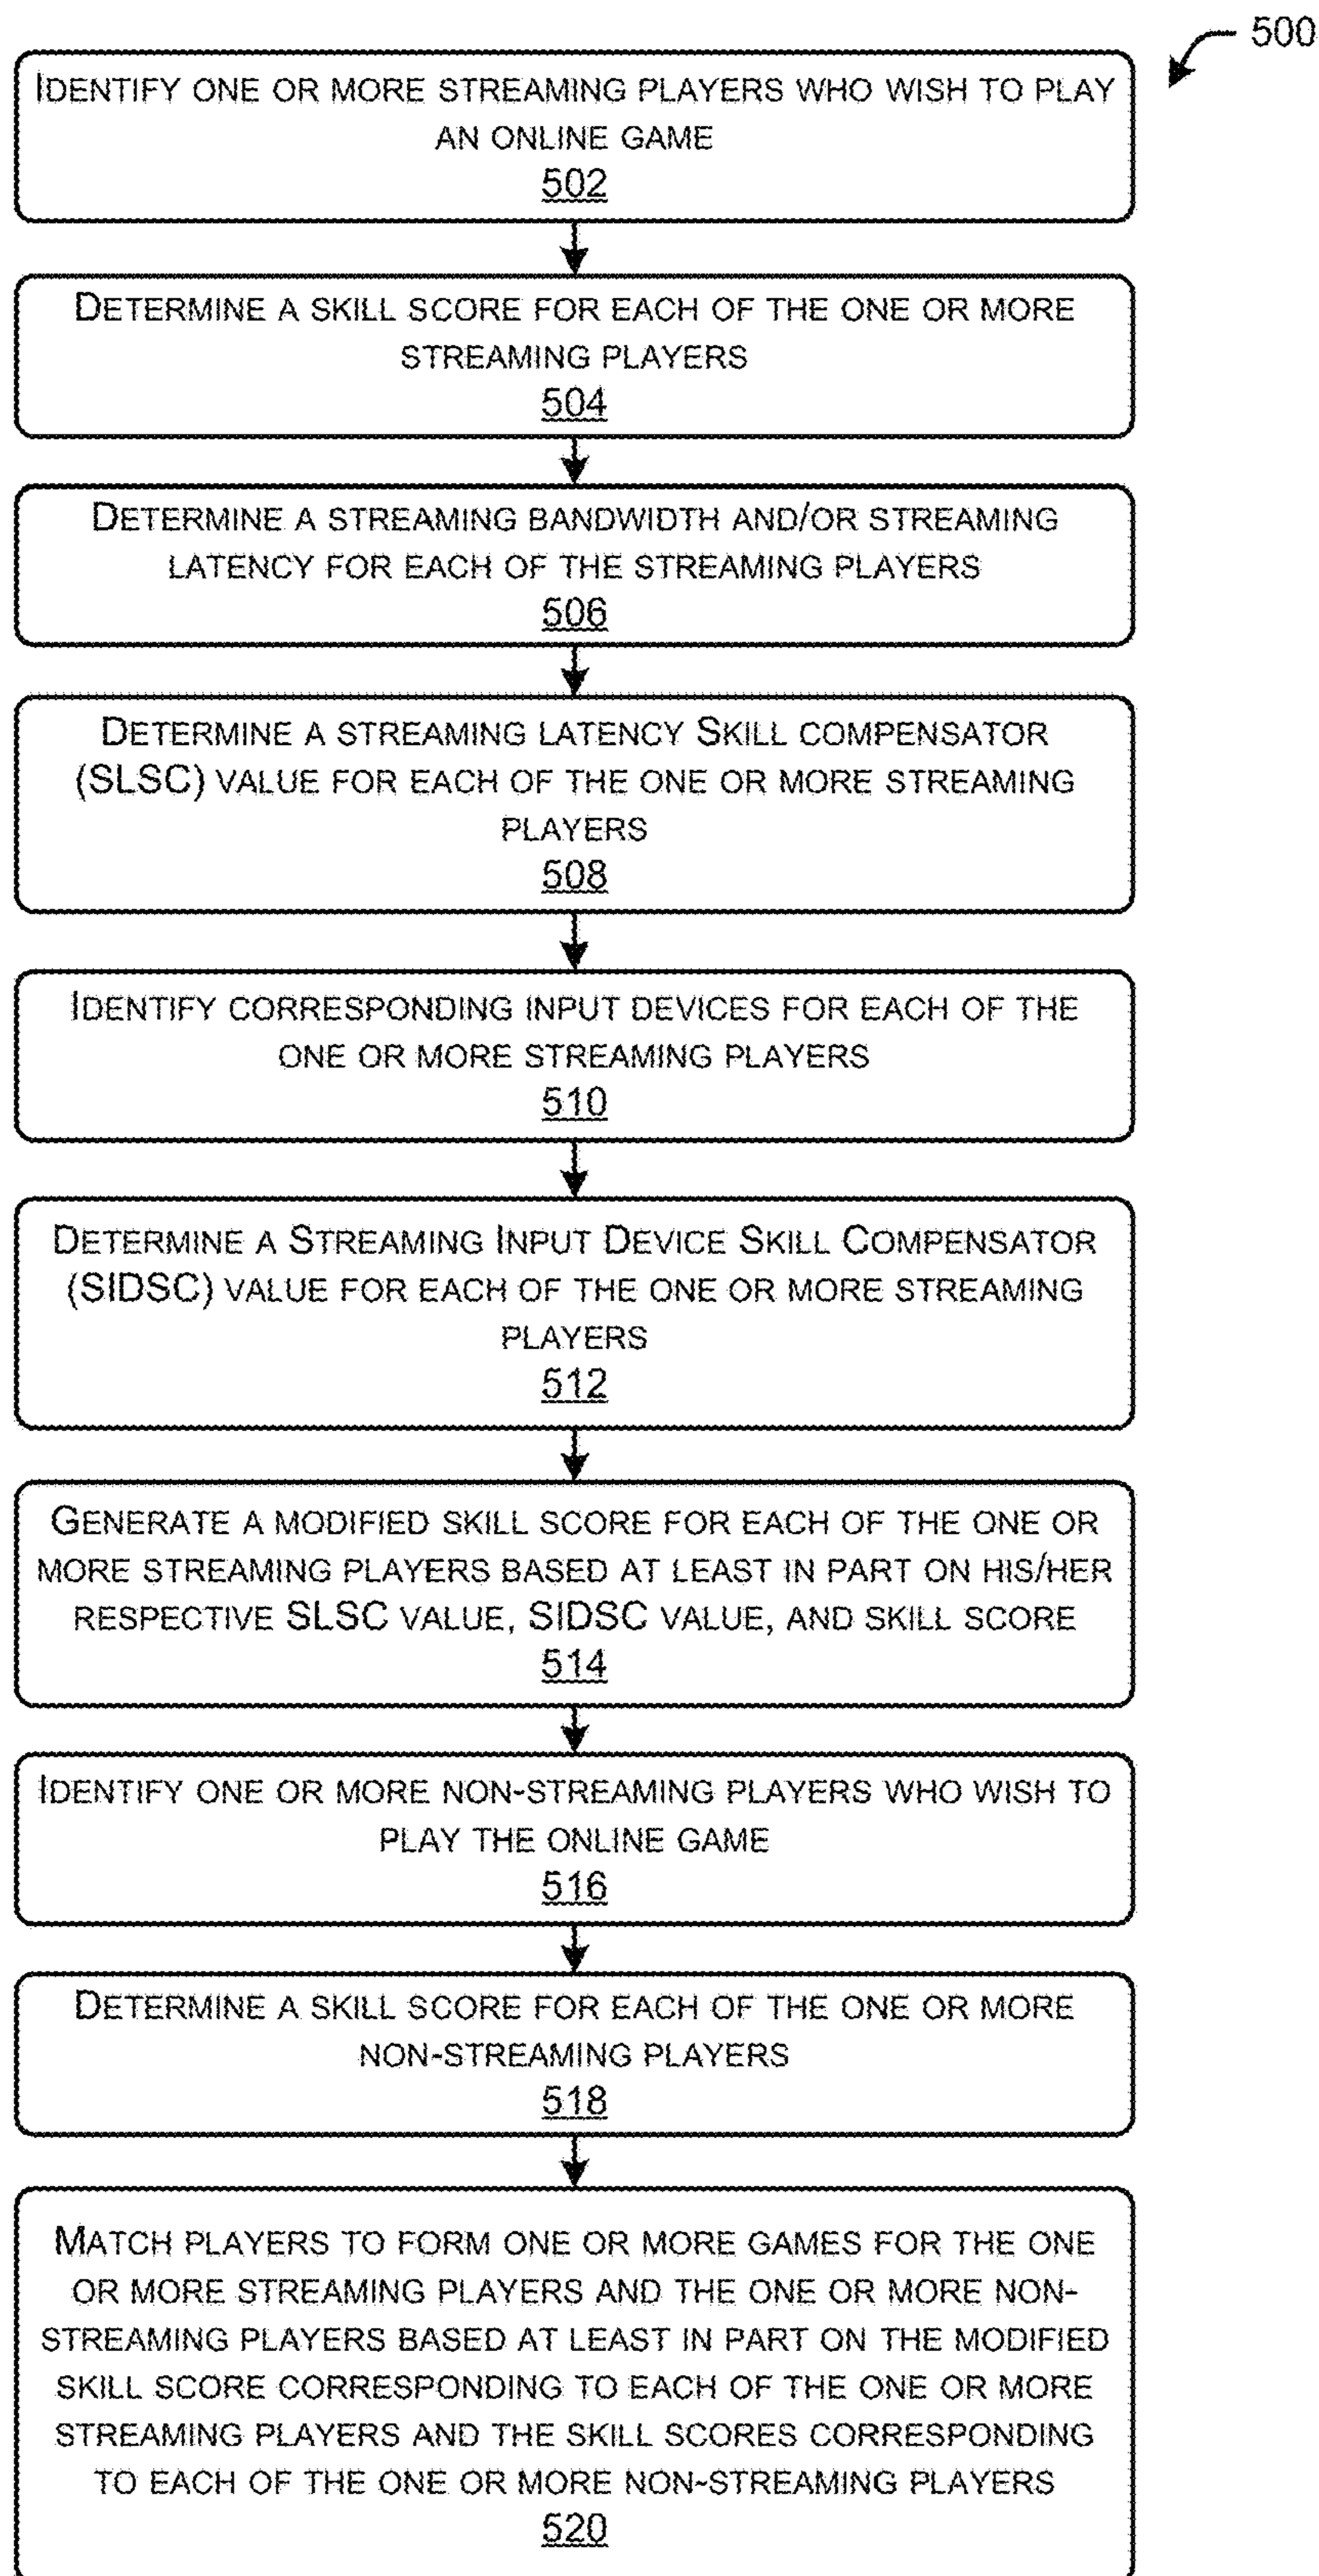 500
IDENTIFY ONE OR MORE STREAMING PLAYERS WHO WISH TO PLAY
AN ONLINE GAME
502
DETERMINE A SKILL SCORE FOR EACH OF THE ONE OR MORE
STREAMING PLAYERS
504
DETERMINE A STREAMING BANDWIDTH AND/OR STREAMING
LATENCY FOR EACH OF THE STREAMING PLAYERS
506
DETERMINE A STREAMING LATENCY SKILL COMPENSATOR
(SLSC) VALUE FOR EACH OF THE ONE OR MORE STREAMING
PLAYERS
508
IDENTIFY CORRESPONDING INPUT DEVICES FOR EACH OF THE
ONE OR MORE STREAMING PLAYERS
510
DETERMINE A STREAMING INPUT DEVICE SKILL COMPENSATOR
(SIDSC) VALUE FOR EACH OF THE ONE OR MORE STREAMING
PLAYERS
512
GENERATE A MODIFIED SKILL SCORE FOR EACH OF THE ONE OR
MORE STREAMING PLAYERS BASED AT LEAST IN PART ON HIS/HER
RESPECTIVE SLSC VALUE, SIDSC VALUE, AND SKILL SCORE
514
IDENTIFY ONE OR MORE NON-STREAMING PLAYERS WHO WISH TO
PLAY THE ONLINE GAME
516
DETERMINE A SKILL SCORE FOR EACH OF THE ONE OR MORE
NON-STREAMING PLAYERS
518
MATCH PLAYERS TO FORM ONE OR MORE GAMES FOR THE ONE
OR MORE STREAMING PLAYERS AND THE ONE OR MORE NON-
STREAMING PLAYERS BASED AT LEAST IN PART ON THE MODIFIED
SKILL SCORE CORRESPONDING TO EACH OF THE ONE OR MORE
STREAMING PLAYERS AND THE SKILL SCORES CORRESPONDING
TO EACH OF THE ONE OR MORE NON-STREAMING PLAYERS
520